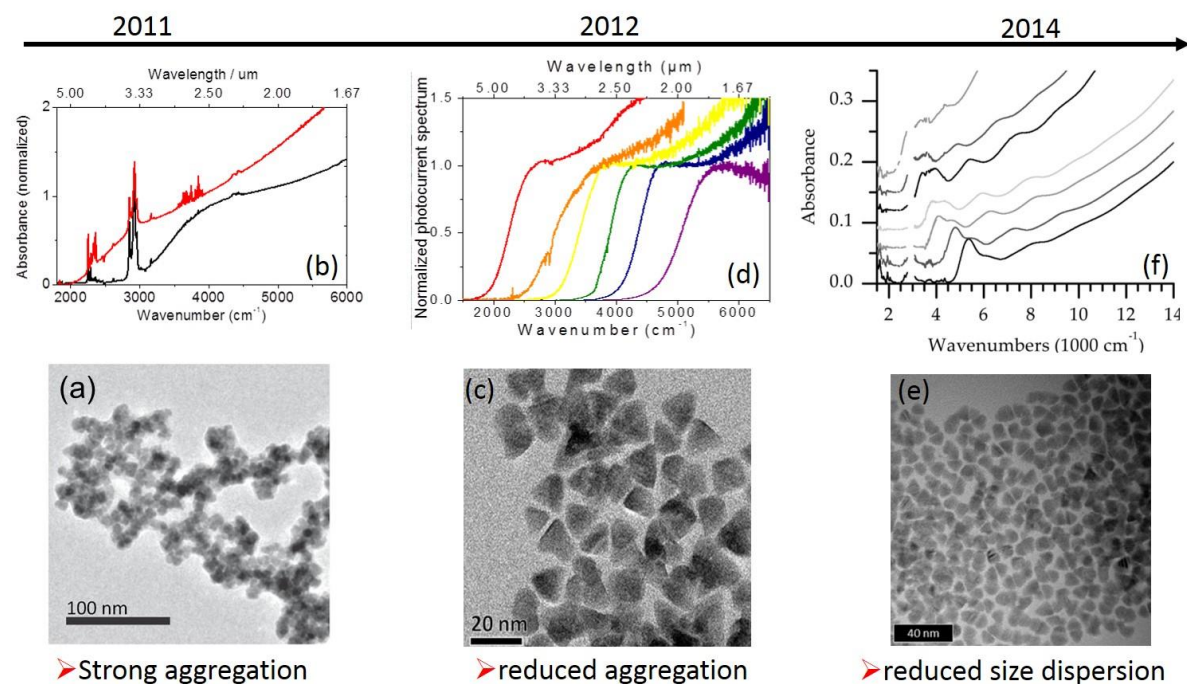 2011
2012
2014
Wavelength / um
5.00 3.33 2.50 2.00 1.67
Absorbance (normalized)
2
1
0
(b)
2000 3000 4000 5000 6000
Wavenumber (cm⁻¹)
Wavelength (μm)
5.00 3.33 2.50 2.00 1.67
Normalized photocurrent spectrum
1.5
1.0
0.5
0.0
(d)
2000 3000 4000 5000 6000
Wavenumber (cm⁻¹)
Absorbance
0.3
0.2
0.1
0.0
(f)
2 4 6 8 10 12 14
Wavenumbers (1000 cm⁻¹)
(a)
100 nm
(c)
20 nm
(e)
40 nm
➢Strong aggregation
➢reduced aggregation
➢reduced size dispersion